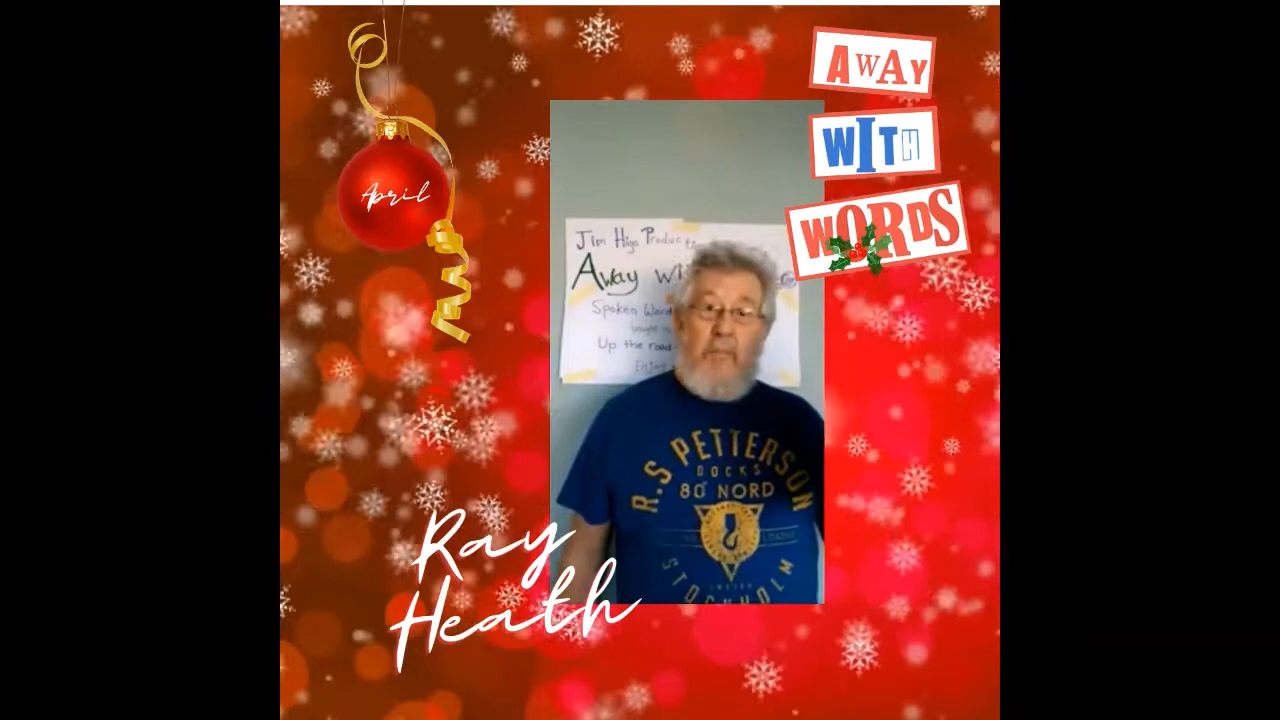 AWAY
WITH
WORDS
April
Jim Higo Produc
Away
Spoken Word
Up the road
R.S PETTERSON
DOCKS
80 NORD
STOCKHOLM
Ray
Heath